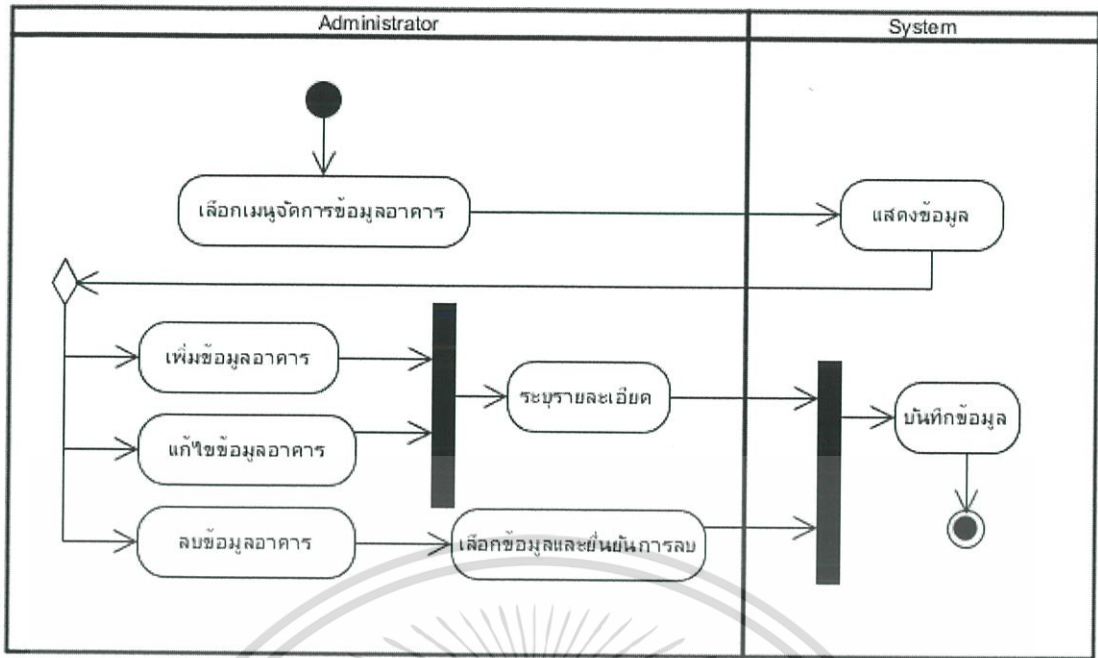 Administrator
System
เลือกเมนูจัดการข้อมูลอาคาร
แสดงข้อมูล
เพิ่มข้อมูลอาคาร
ระบุรายละเอียด
บันทึกข้อมูล
แก้ไขข้อมูลอาคาร
ลบข้อมูลอาคาร
เลือกข้อมูลและยืนยันการลบ